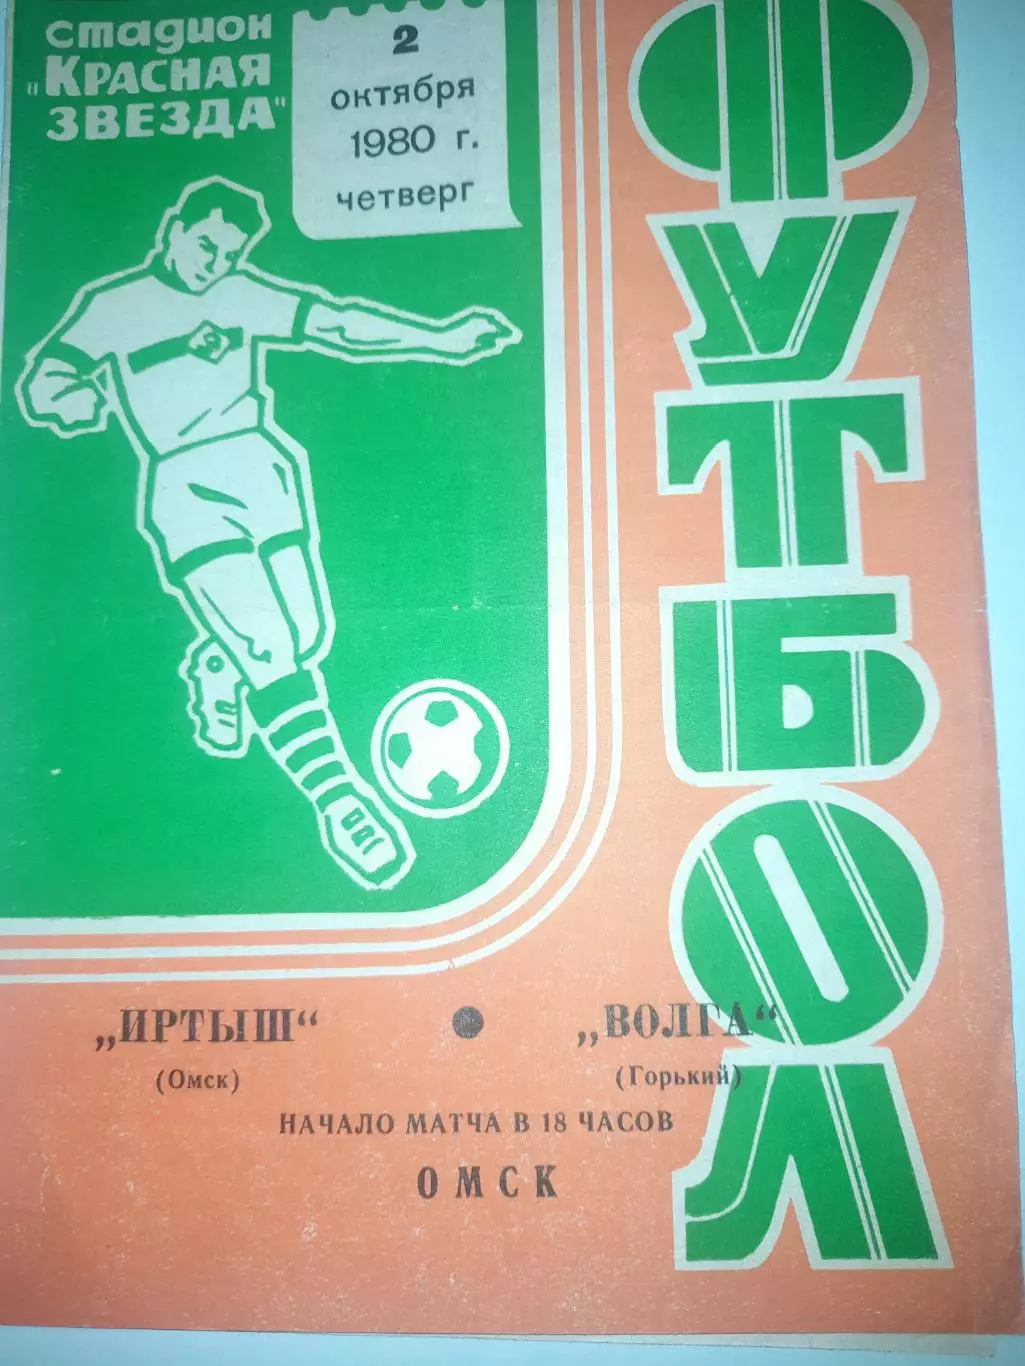 стадион
"КРАСНАЯ
ЗВЕЗДА"
2
октября
1980 г.
четверг
ФУТБОЛ
„ИРТЫШ“ ● „ВОЛГА“
(Омск) (Горький)
НАЧАЛО МАТЧА В 18 ЧАСОВ
ОМСК